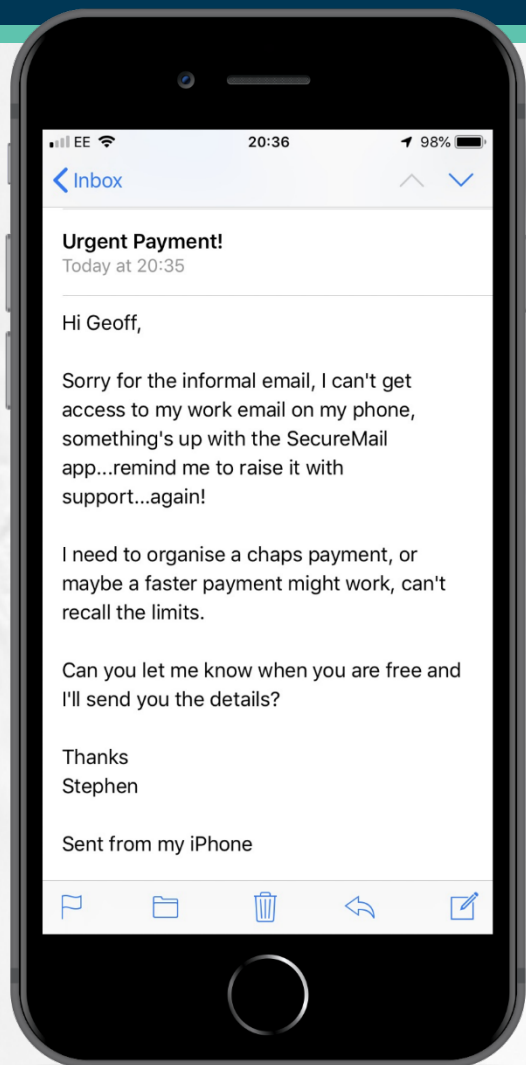 EE 20:36 98%
Inbox
Urgent Payment!
Today at 20:35
Hi Geoff,
Sorry for the informal email, I can't get
access to my work email on my phone,
something's up with the SecureMail
app...remind me to raise it with
support...again!
I need to organise a chaps payment, or
maybe a faster payment might work, can't
recall the limits.
Can you let me know when you are free and
I'll send you the details?
Thanks
Stephen
Sent from my iPhone